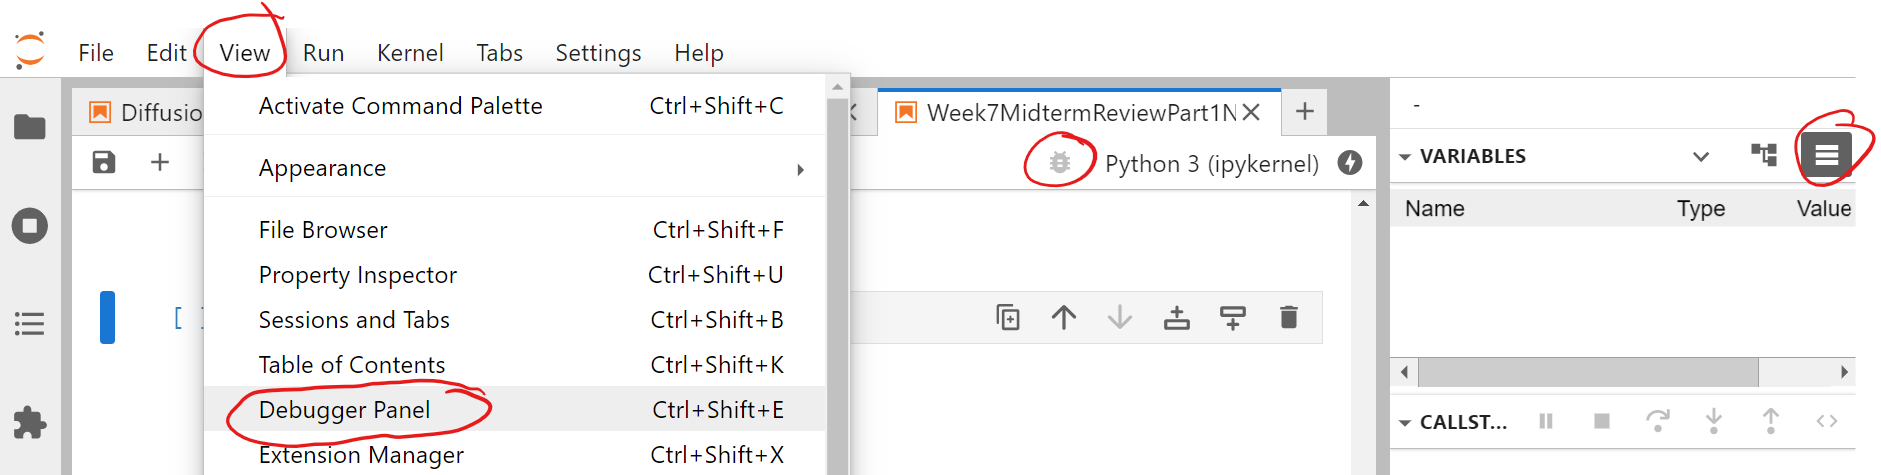 File Edit View Run Kernel Tabs Settings Help
Diffusio
Week7MidtermReviewPart1N
Python 3 (ipykernel)
Activate Command Palette Ctrl+Shift+C
Appearance
File Browser Ctrl+Shift+F
Property Inspector Ctrl+Shift+U
Sessions and Tabs Ctrl+Shift+B
Table of Contents Ctrl+Shift+K
Debugger Panel Ctrl+Shift+E
Extension Manager Ctrl+Shift+X
[ ]
-
VARIABLES
Name Type Value
CALLST...